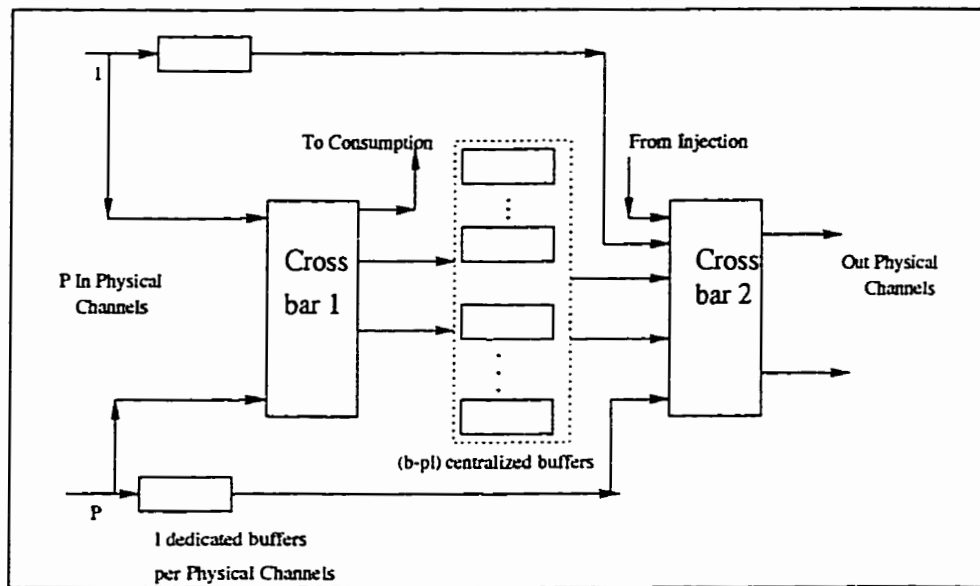 1
To Consumption
From Injection
P In Physical
Channels
Cross
bar 1
Cross
bar 2
Out Physical
Channels
(b-pl) centralized buffers
P
1 dedicated buffers
per Physical Channels